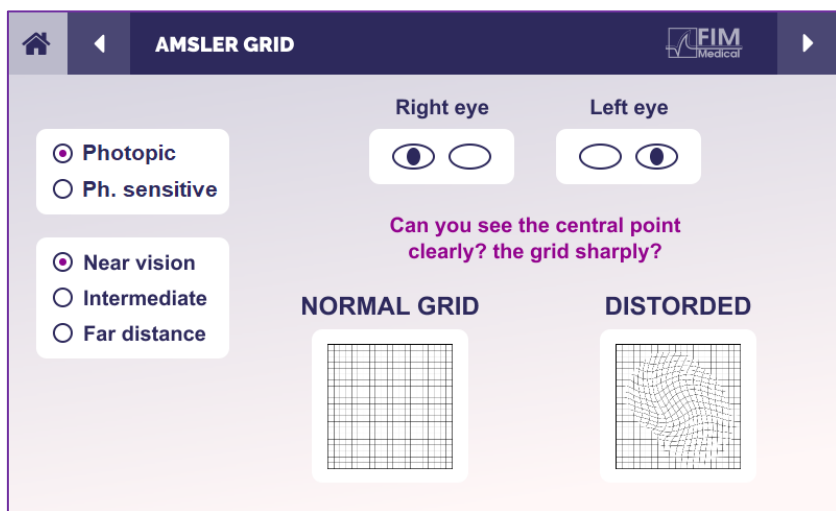 AMSLER GRID
FIM
Medical
Right eye
Left eye
Photopic
Ph. sensitive
Can you see the central point
clearly? the grid sharply?
Near vision
Intermediate
Far distance
NORMAL GRID
DISTORDED